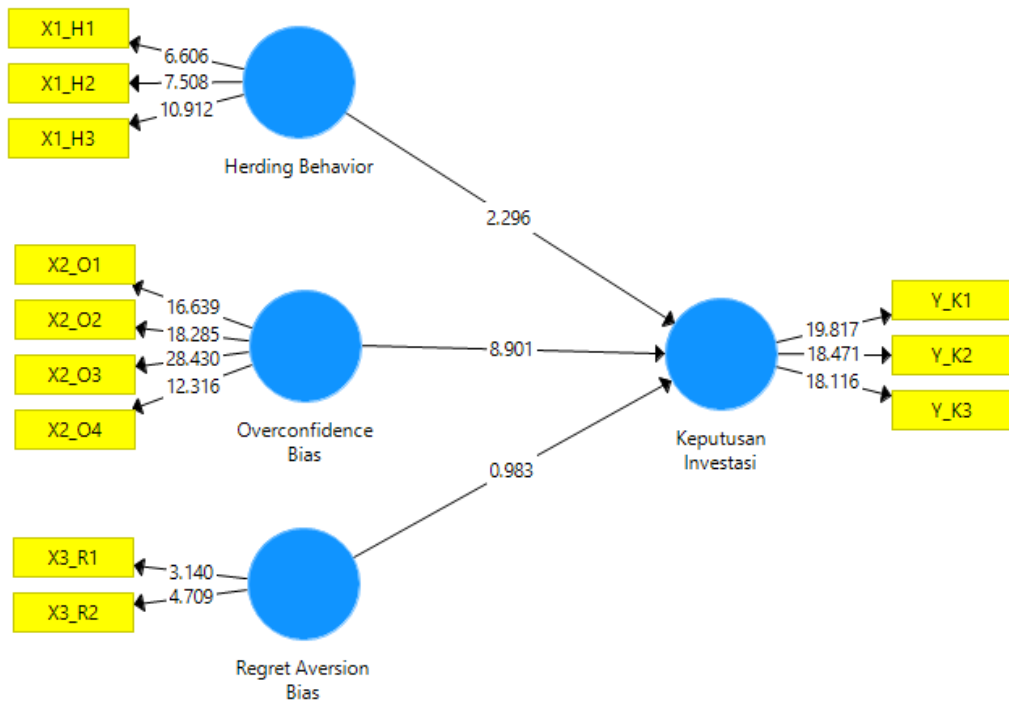 X1_H1
6.606
X1_H2
7.508
10.912
X1_H3
Herding Behavior
2.296
X2_O1
16.639
X2_O2
18.285
28.430
X2_O3
12.316
X2_O4
Overconfidence
Bias
8.901
Y_K1
19.817
Y_K2
18.471
18.116
Y_K3
Keputusan
Investasi
0.983
X3_R1
3.140
4.709
X3_R2
Regret Aversion
Bias